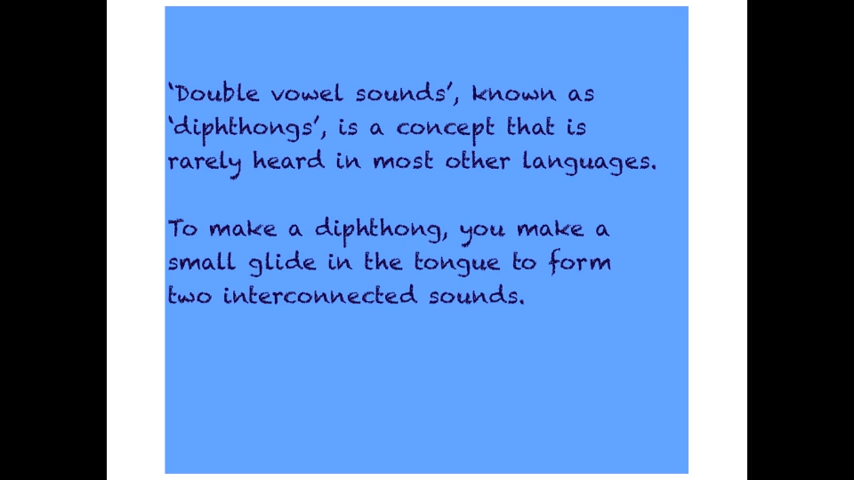 ‘Double vowel sounds’, known as
‘diphthongs’, is a concept that is
rarely heard in most other languages.
To make a diphthong, you make a
small glide in the tongue to form
two interconnected sounds.